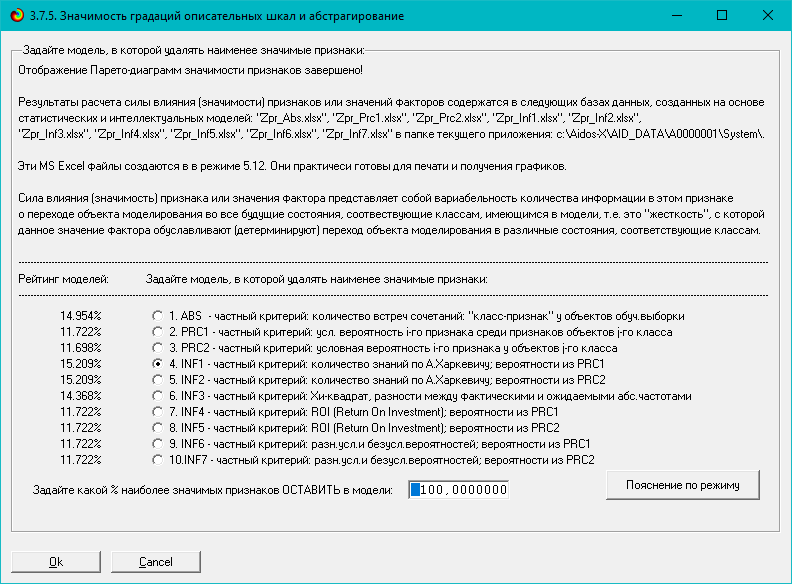 3.7.5. Значимость градаций описательных шкал и абстрагирование
Задайте модель, в которой удалять наименее значимые признаки:
Отображение Парето-диаграмм значимости признаков завершено!
Результаты расчета силы влияния (значимости) признаков или значений факторов содержатся в следующих базах данных, созданных на основе
статистических и интеллектуальных моделей: "Zpr_Abs.xlsx", "Zpr_Prc1.xlsx", "Zpr_Prc2.xlsx", "Zpr_Inf1.xlsx", "Zpr_Inf2.xlsx",
"Zpr_Inf3.xlsx", "Zpr_Inf4.xlsx", "Zpr_Inf5.xlsx", "Zpr_Inf6.xlsx", "Zpr_Inf7.xlsx" в папке текущего приложения: c:\Aidos-X\AID_DATA\A0000001\System\.
Эти MS Excel файлы создаются в в режиме 5.12. Они практичеси готовы для печати и получения графиков.
Сила влияния (значимость) признака или значения фактора представляет собой вариабельность количества информации в этом признаке
о переходе объекта моделирования во все будущие состояния, соотвествующие классам, имеющимся в модели, т.е. это "жесткость", с которой
данное значение фактора обуславливают (детерминируют) переход объекта моделирования в различные состояния, соответствующие классам.
Рейтинг моделей: Задайте модель, в которой удалять наименее значимые признаки:
14.954% 1. ABS - частный критерий: количество встреч сочетаний: "класс-признак" у объектов обуч.выборки
11.722% 2. PRC1 - частный критерий: усл. вероятность i-го признака среди признаков объектов j-го класса
11.698% 3. PRC2 - частный критерий: условная вероятность i-го признака у объектов j-го класса
15.209% 4. INF1 - частный критерий: количество знаний по А.Харкевичу; вероятности из PRC1
15.209% 5. INF2 - частный критерий: количество знаний по А.Харкевичу; вероятности из PRC2
14.368% 6. INF3 - частный критерий: Хи-квадрат, разности между фактическими и ожидаемыми абс.частотами
11.722% 7. INF4 - частный критерий: ROI (Return On Investment); вероятности из PRC1
11.722% 8. INF5 - частный критерий: ROI (Return On Investment); вероятности из PRC2
11.722% 9. INF6 - частный критерий: разн.усл.и безусл.вероятностей; вероятности из PRC1
11.722% 10.INF7 - частный критерий: разн.усл.и безусл.вероятностей; вероятности из PRC2
Задайте какой % наиболее значимых признаков ОСТАВИТЬ в модели: 100,0000000 Пояснение по режиму
Ok Cancel